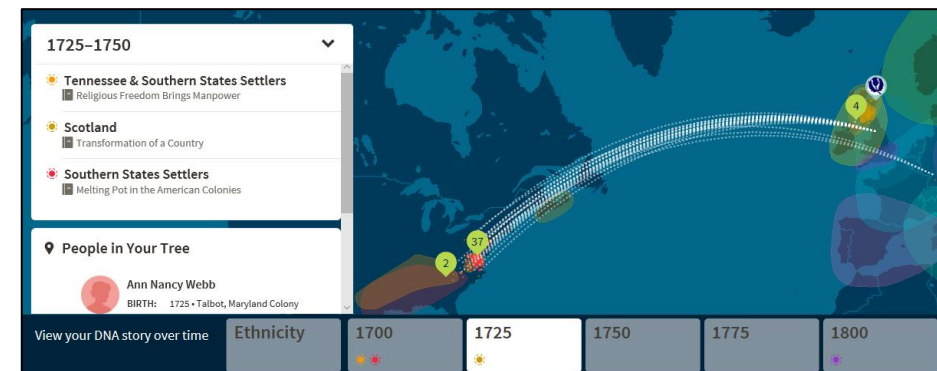 1725–1750
Tennessee & Southern States Settlers
Religious Freedom Brings Manpower
Scotland
Transformation of a Country
Southern States Settlers
Melting Pot in the American Colonies
People in Your Tree
Ann Nancy Webb
BIRTH: 1725 • Talbot, Maryland Colony
4
37
2
View your DNA story over time
Ethnicity
1700
1725
1750
1775
1800